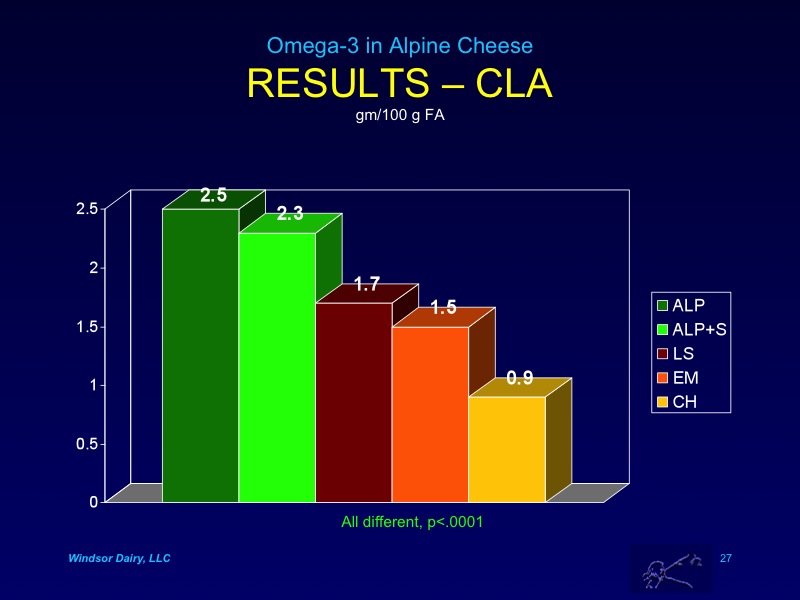 Omega-3 in Alpine Cheese
RESULTS – CLA
gm/100 g FA
2.5
2.3
1.7
1.5
0.9
2.5
2
1.5
1
0.5
0
ALP
ALP+S
LS
EM
CH
All different, p<.0001
Windsor Dairy, LLC
27